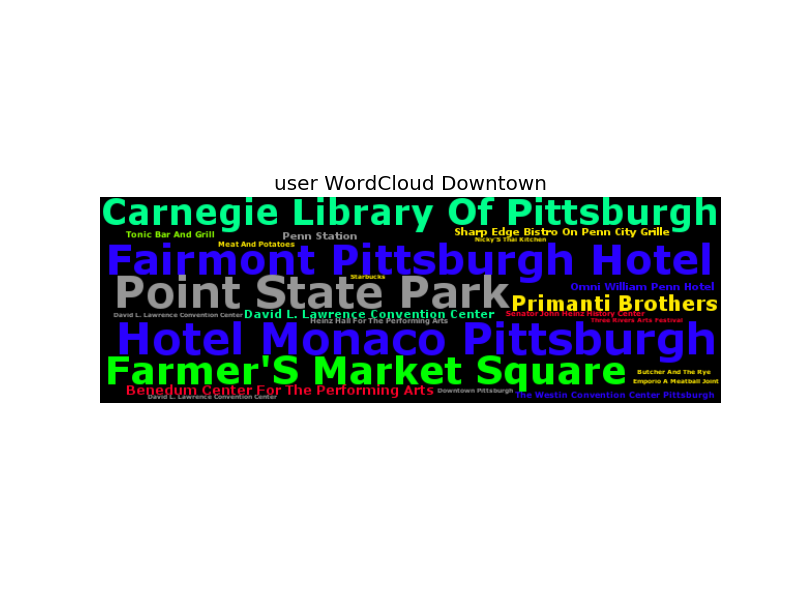 user WordCloud Downtown
Carnegie Library Of Pittsburgh
Tonic Bar And Grill
Penn Station
Sharp Edge Bistro On Penn City Grille
Meat And Potatoes
Nicky'S Thai Kitchen
Fairmont Pittsburgh Hotel
Starbucks
Point State Park
Omni William Penn Hotel
Primanti Brothers
David L. Lawrence Convention Center
David L. Lawrence Convention Center
Senator John Heinz History Center
Heinz Hall For The Performing Arts
Three Rivers Arts Festival
Hotel Monaco Pittsburgh
Farmer'S Market Square
Butcher And The Rye
Emporio A Meatball Joint
Benedum Center For The Performing Arts
Downtown Pittsburgh
The Westin Convention Center Pittsburgh
David L. Lawrence Convention Center